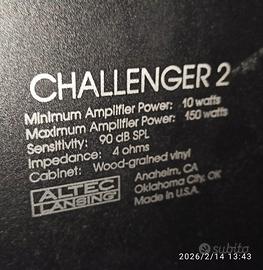 CHALLENGER 2
Minimum Amplifier Power: 10 watts
Maximum Amplifier Power: 150 watts
Sensitivity: 90 dB SPL
Impedance: 4 ohms
Cabinet: Wood-grained vinyl
ALTEC
LANSING
Anaheim, CA
Oklahoma City, OK
Made in U.S.A.
2026/2/14 13:43
subito